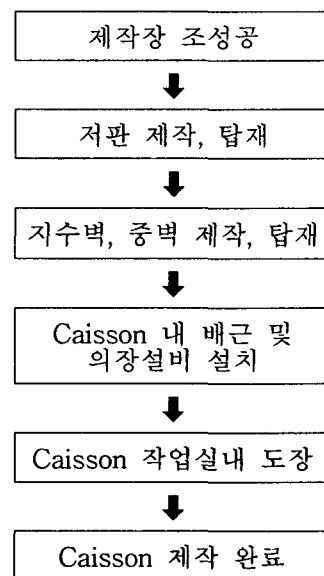 제작장 조성공
저판 제작, 탑재
지수벽, 중벽 제작, 탑재
Caisson 내 배근 및
의장설비 설치
Caisson 작업실내 도장
Caisson 제작 완료